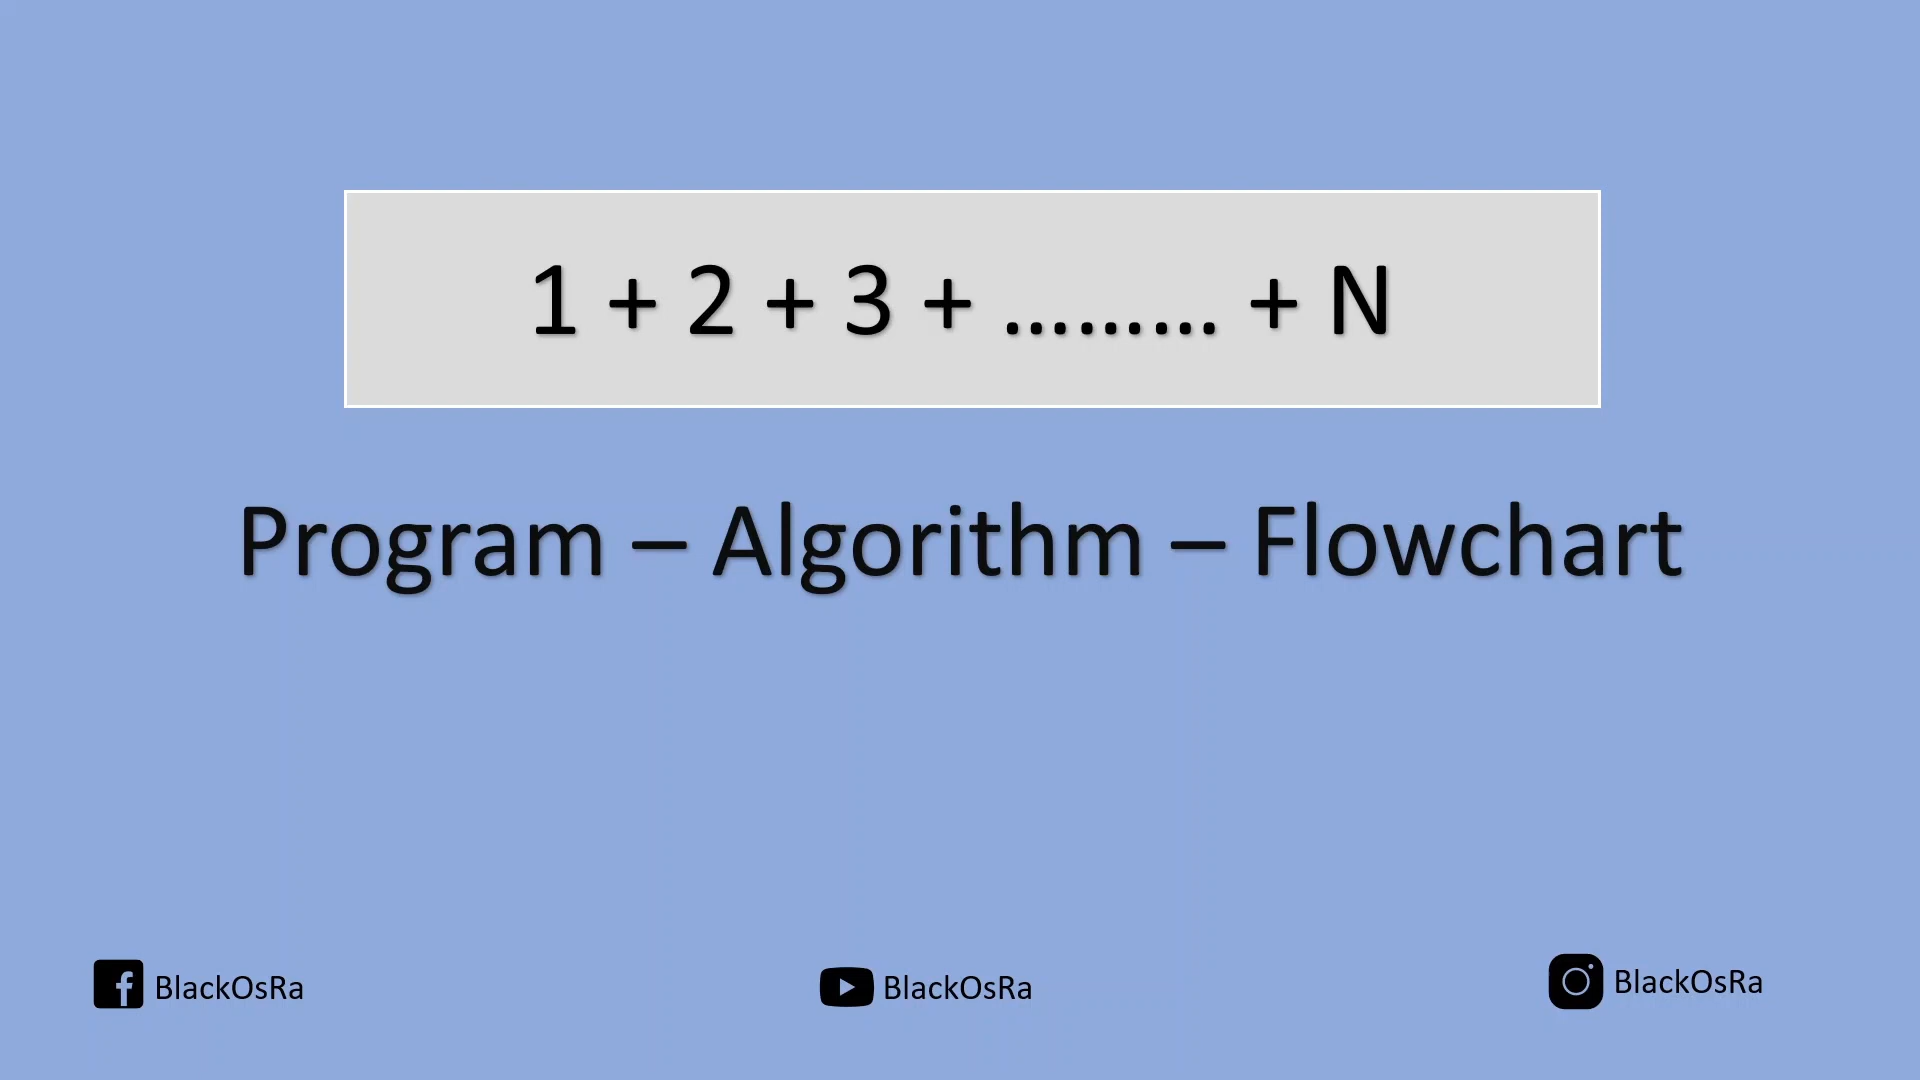 1 + 2 + 3 + ......... + N
Program – Algorithm – Flowchart
BlackOsRa
BlackOsRa
BlackOsRa